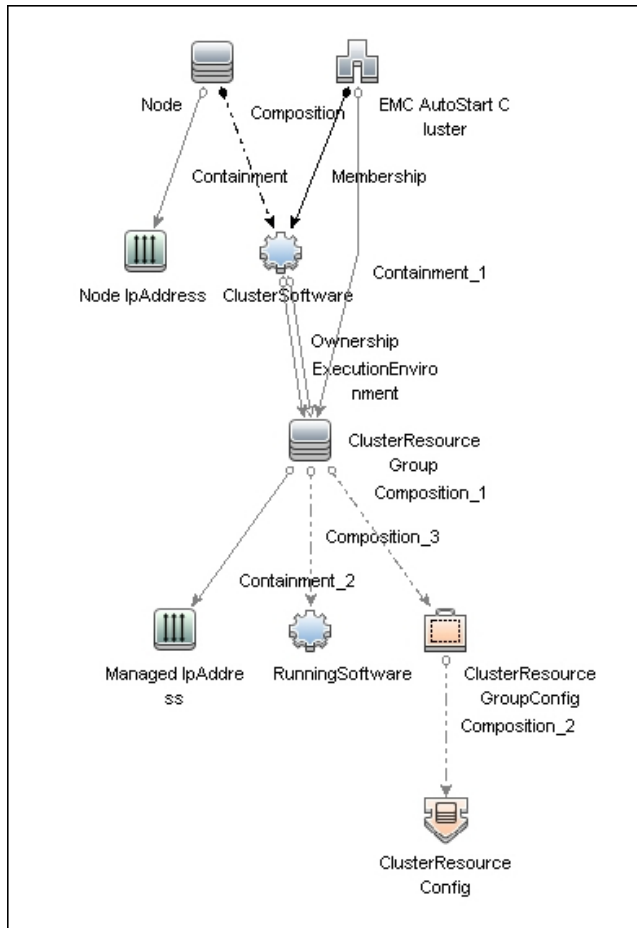 Node
Composition
EMC AutoStart C
luster
Containment
Membership
Node IpAddress
ClusterSoftware
Containment_1
Ownership
ExecutionEnviro
nment
ClusterResource
Group
Composition_1
Composition_3
Containment_2
Managed IpAddre
ss
RunningSoftware
ClusterResource
GroupConfig
Composition_2
ClusterResource
Config